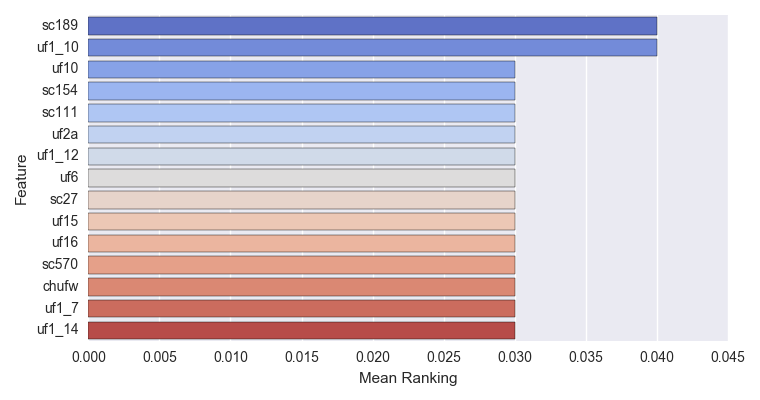 sc189
uf1_10
uf10
sc154
sc111
uf2a
uf1_12
uf6
sc27
uf15
uf16
sc570
chufw
uf1_7
uf1_14
Feature
0.000 0.005 0.010 0.015 0.020 0.025 0.030 0.035 0.040 0.045
Mean Ranking